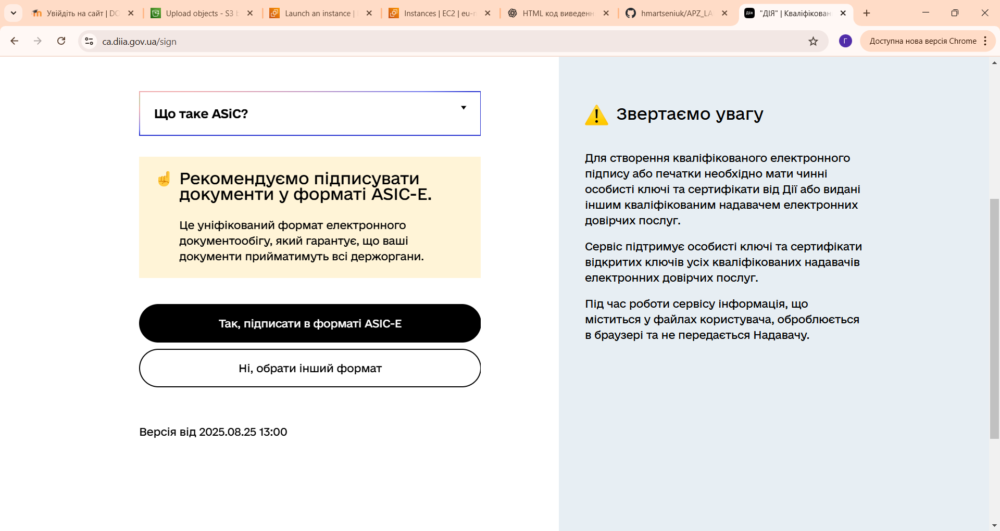 Увійдіть на сайт | DO
Upload objects - S3 b
Launch an instance |
Instances | EC2 | eu-n
HTML код виведенн
hmartseniuk/APZ_LA
Дія
"ДІЯ" | Кваліфікован
ca.diia.gov.ua/sign
Г
Доступна нова версія Chrome
Що таке ASiC?
Рекомендуємо підписувати
документи у форматі ASIC-E.
Це уніфікований формат електронного
документообігу, який гарантує, що ваші
документи прийматимуть всі держоргани.
Так, підписати в форматі ASIC-E
Ні, обрати інший формат
Версія від 2025.08.25 13:00
Звертаємо увагу
Для створення кваліфікованого електронного
підпису або печатки необхідно мати чинні
особисті ключі та сертифікати від Дії або видані
іншим кваліфікованим надавачем електронних
довірчих послуг.
Сервіс підтримує особисті ключі та сертифікати
відкритих ключів усіх кваліфікованих надавачів
електронних довірчих послуг.
Під час роботи сервісу інформація, що
міститься у файлах користувача, оброблюється
в браузері та не передається Надавачу.